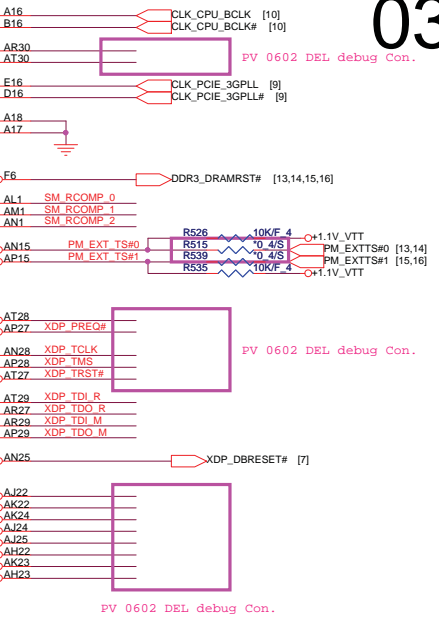 03
A16 CLK_CPU_BCLK [10]
B16 CLK_CPU_BCLK# [10]
AR30
AT30
PV 0602 DEL debug Con.
E16 CLK_PCIE_3GPLL [9]
D16 CLK_PCIE_3GPLL# [9]
A18
A17
F6 DDR3_DRAMRST# [13,14,15,16]
AL1 SM_RCOMP_0
AM1 SM_RCOMP_1
AN1 SM_RCOMP_2
R526 10K/F_4 +1.1V_VTT
AN15 PM_EXT_TS#0 R515 *0_4/S PM_EXTTS#0 [13,14]
AP15 PM_EXT_TS#1 R539 *0_4/S PM_EXTTS#1 [15,16]
R535 10K/F_4 +1.1V_VTT
AT28
AP27 XDP_PREQ#
PV 0602 DEL debug Con.
AN28 XDP_TCLK
AP28 XDP_TMS
AT27 XDP_TRST#
AT29 XDP_TDI_R
AR27 XDP_TDO_R
AR29 XDP_TDI_M
AP29 XDP_TDO_M
AN25 XDP_DBRESET# [7]
AJ22
AK22
AK24
AJ24
AJ25
AH22
AK23
AH23
PV 0602 DEL debug Con.